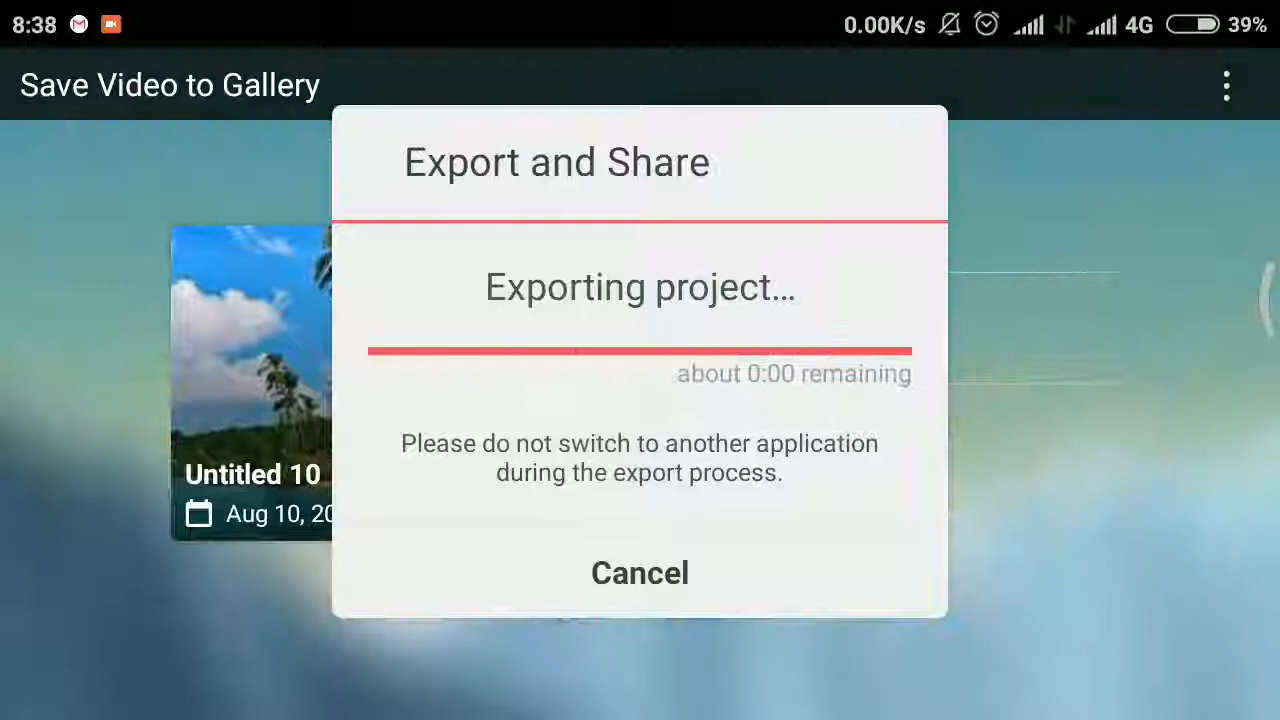 8:38 0.00K/s 4G 39%
Save Video to Gallery
Export and Share
Exporting project...
about 0:00 remaining
Please do not switch to another application
during the export process.
Untitled 10
Aug 10, 20
Cancel